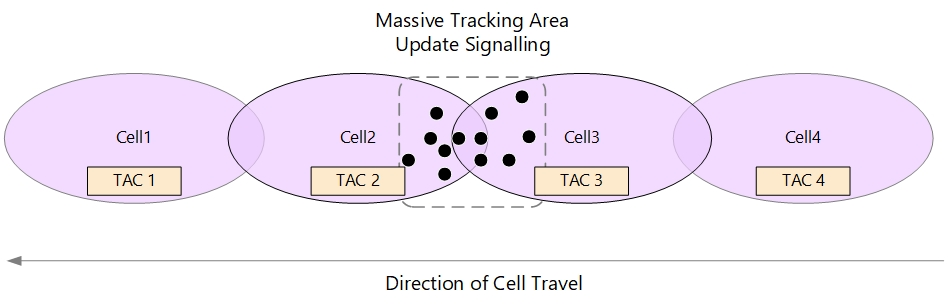 Massive Tracking Area
Update Signalling
Cell1
Cell2
Cell3
Cell4
TAC 1
TAC 2
TAC 3
TAC 4
Direction of Cell Travel